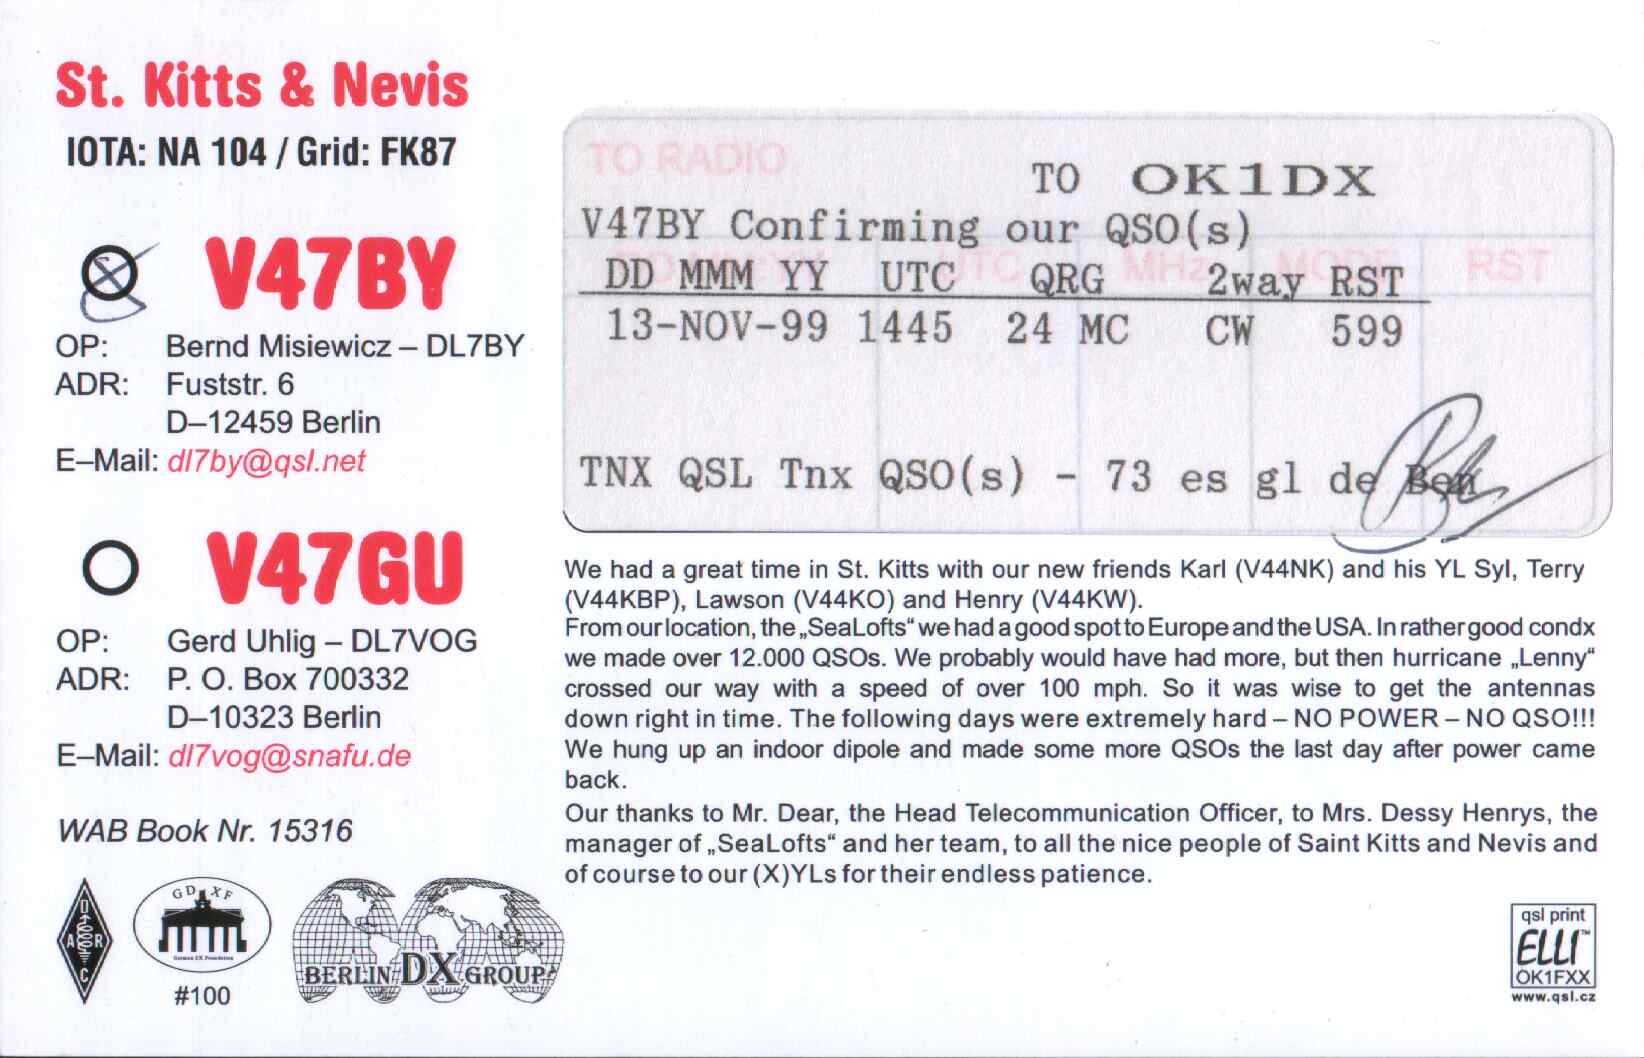 St. Kitts & Nevis
IOTA: NA 104 / Grid: FK87
V47BY
OP: Bernd Misiewicz – DL7BY
ADR: Fuststr. 6
D–12459 Berlin
E–Mail: dl7by@qsl.net
V47GU
OP: Gerd Uhlig – DL7VOG
ADR: P. O. Box 700332
D–10323 Berlin
E–Mail: dl7vog@snafu.de
WAB Book Nr. 15316
D A R C
GD XF
German DX Foundation
#100
BERLIN DX GROUP
TO RADIO
TO OK1DX
V47BY Confirming our QSO(s)
UTC MHz MODE RST
DD MMM YY UTC QRG 2way RST
13-NOV-99 1445 24 MC CW 599
TNX QSL Tnx QSO(s) - 73 es gl de Ben
We had a great time in St. Kitts with our new friends Karl (V44NK) and his YL Syl, Terry
(V44KBP), Lawson (V44KO) and Henry (V44KW).
From our location, the „SeaLofts“ we had a good spot to Europe and the USA. In rather good condx
we made over 12.000 QSOs. We probably would have had more, but then hurricane „Lenny“
crossed our way with a speed of over 100 mph. So it was wise to get the antennas
down right in time. The following days were extremely hard – NO POWER – NO QSO!!!
We hung up an indoor dipole and made some more QSOs the last day after power came
back.
Our thanks to Mr. Dear, the Head Telecommunication Officer, to Mrs. Dessy Henrys, the
manager of „SeaLofts“ and her team, to all the nice people of Saint Kitts and Nevis and
of course to our (X)YLs for their endless patience.
qsl print
ELLI™
OK1FXX
www.qsl.cz